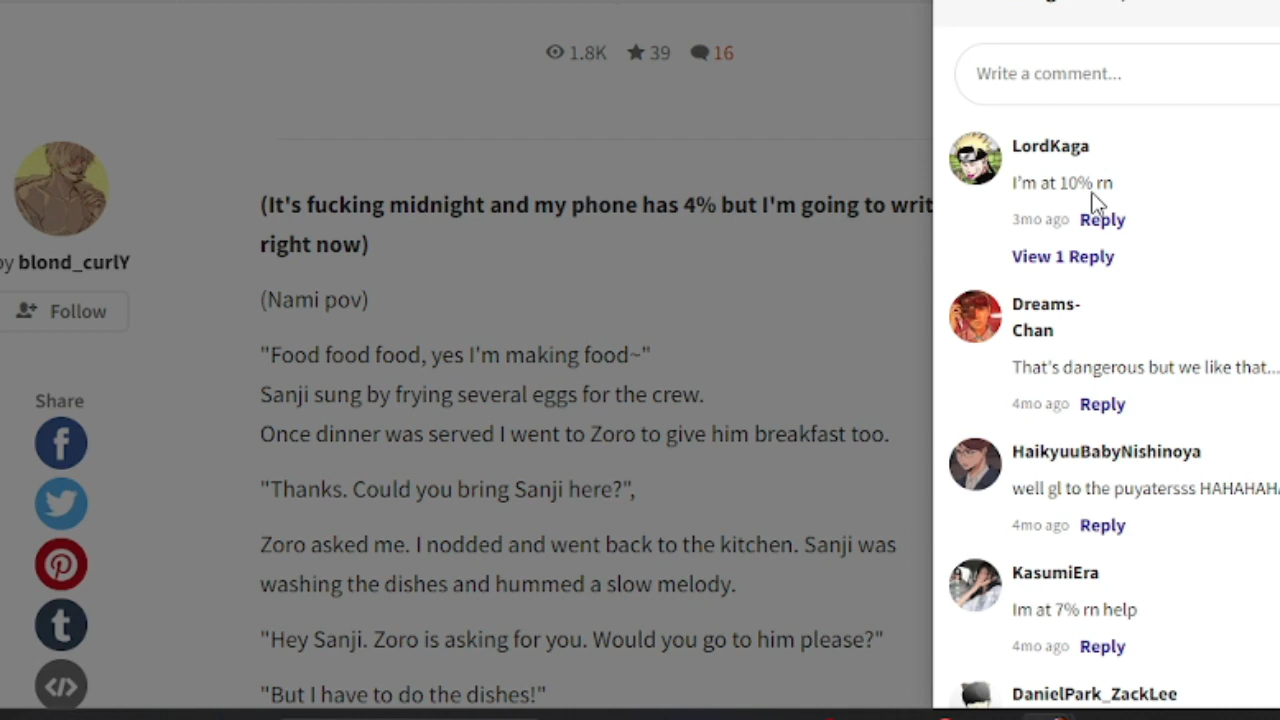 1.8K 39 16
by blond_curlY
Follow
Share
(It's fucking midnight and my phone has 4% but I'm going to writ
right now)
(Nami pov)
"Food food food, yes I'm making food~"
Sanji sung by frying several eggs for the crew.
Once dinner was served I went to Zoro to give him breakfast too.
"Thanks. Could you bring Sanji here?",
Zoro asked me. I nodded and went back to the kitchen. Sanji was
washing the dishes and hummed a slow melody.
"Hey Sanji. Zoro is asking for you. Would you go to him please?"
"But I have to do the dishes!"
Write a comment...
LordKaga
I'm at 10% rn
3mo ago Reply
View 1 Reply
Dreams-
Chan
That's dangerous but we like that...
4mo ago Reply
HaikyuuBabyNishinoya
well gl to the puyatersss HAHAHAHA
4mo ago Reply
KasumiEra
Im at 7% rn help
4mo ago Reply
DanielPark_ZackLee